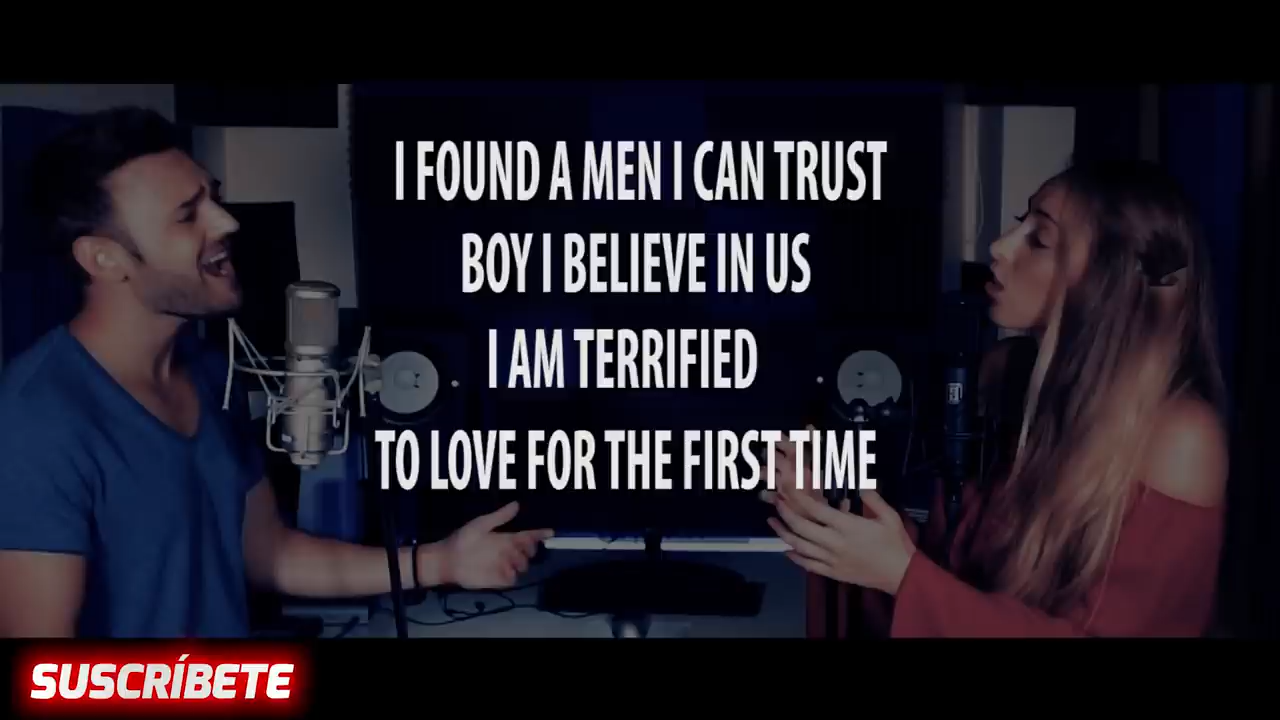 I FOUND A MEN I CAN TRUST
BOY I BELIEVE IN US
I AM TERRIFIED
TO LOVE FOR THE FIRST TIME
SUSCRÍBETE